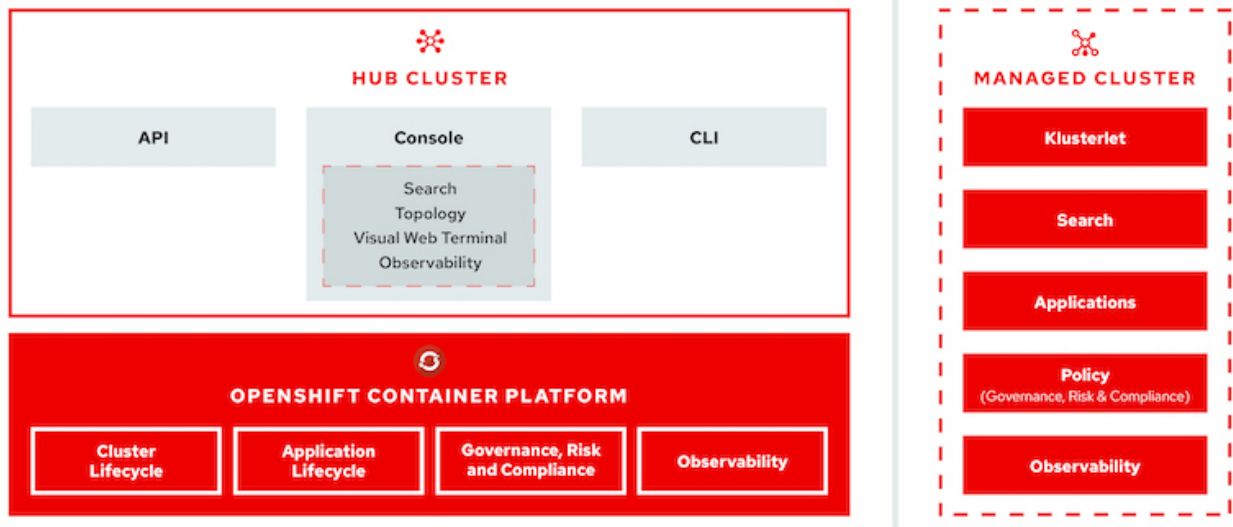 HUB CLUSTER
API
Console
CLI
Search
Topology
Visual Web Terminal
Observability
OPENSHIFT CONTAINER PLATFORM
Cluster
Lifecycle
Application
Lifecycle
Governance, Risk
and Compliance
Observability
MANAGED CLUSTER
Klusterlet
Search
Applications
Policy
(Governance, Risk & Compliance)
Observability